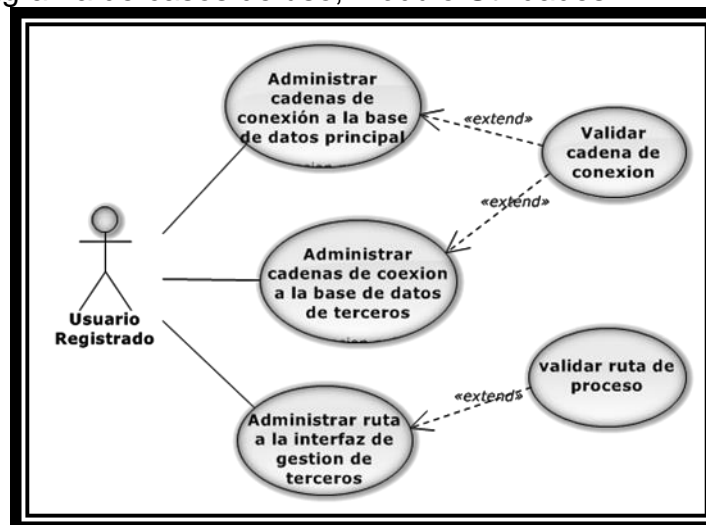 Administrar
cadenas de
conexión a la base
de datos principal
«extend»
Validar
cadena de
conexion
«extend»
Administrar
cadenas de coexion
a la base de datos
de terceros
Usuario
Registrado
validar ruta de
proceso
«extend»
Administrar ruta
a la interfaz de
gestion de
terceros